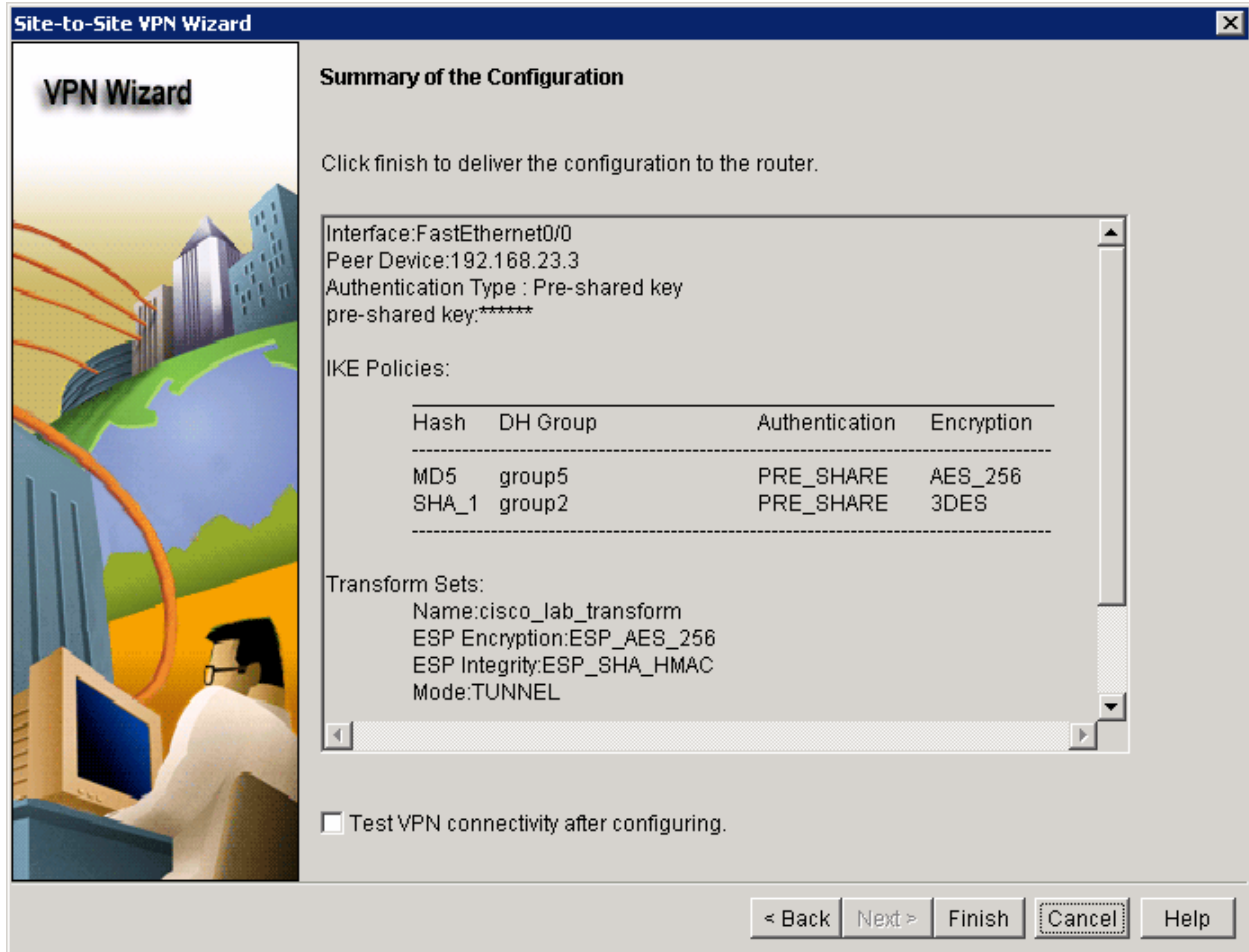 Site-to-Site VPN Wizard
VPN Wizard
Summary of the Configuration
Click finish to deliver the configuration to the router.
Interface:FastEthernet0/0
Peer Device:192.168.23.3
Authentication Type : Pre-shared key
pre-shared key:******
IKE Policies:
Hash DH Group Authentication Encryption
MD5 group5 PRE_SHARE AES_256
SHA_1 group2 PRE_SHARE 3DES
Transform Sets:
Name:cisco_lab_transform
ESP Encryption:ESP_AES_256
ESP Integrity:ESP_SHA_HMAC
Mode:TUNNEL
Test VPN connectivity after configuring.
< Back Next > Finish Cancel Help